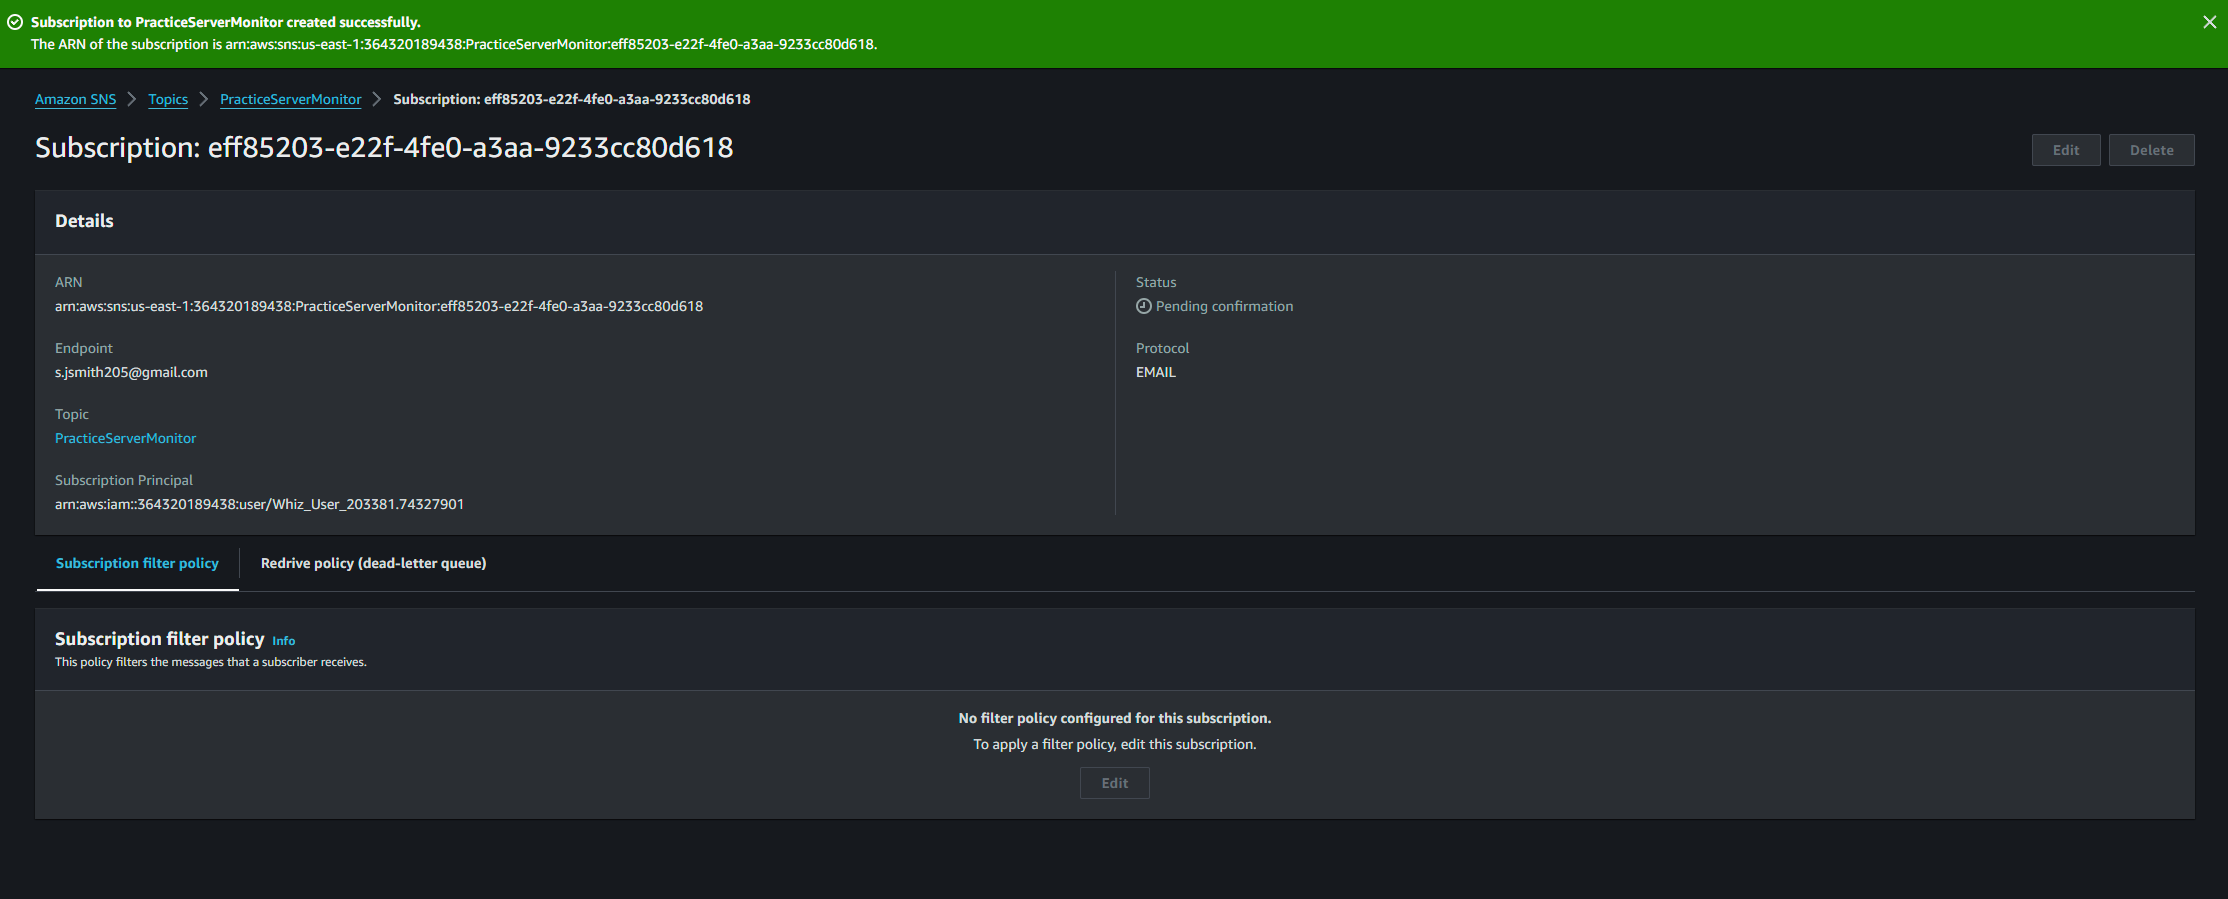 Subscription to PracticeServerMonitor created successfully.
The ARN of the subscription is arn:aws:sns:us-east-1:364320189438:PracticeServerMonitor:eff85203-e22f-4fe0-a3aa-9233cc80d618.
Amazon SNS > Topics > PracticeServerMonitor > Subscription: eff85203-e22f-4fe0-a3aa-9233cc80d618
Subscription: eff85203-e22f-4fe0-a3aa-9233cc80d618
Edit
Delete
Details
ARN
arn:aws:sns:us-east-1:364320189438:PracticeServerMonitor:eff85203-e22f-4fe0-a3aa-9233cc80d618
Endpoint
s.jsmith205@gmail.com
Topic
PracticeServerMonitor
Subscription Principal
arn:aws:iam::364320189438:user/Whiz_User_203381.74327901
Status
Pending confirmation
Protocol
EMAIL
Subscription filter policy
Redrive policy (dead-letter queue)
Subscription filter policy Info
This policy filters the messages that a subscriber receives.
No filter policy configured for this subscription.
To apply a filter policy, edit this subscription.
Edit